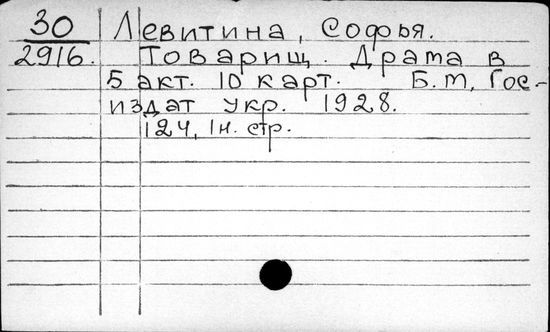 30 Левитина, Софья.
2916. Товарищ. Драма в
5 акт. 10 карт. Б.м, Гос-
издат Укр. 1928.
124, 1н. стр.